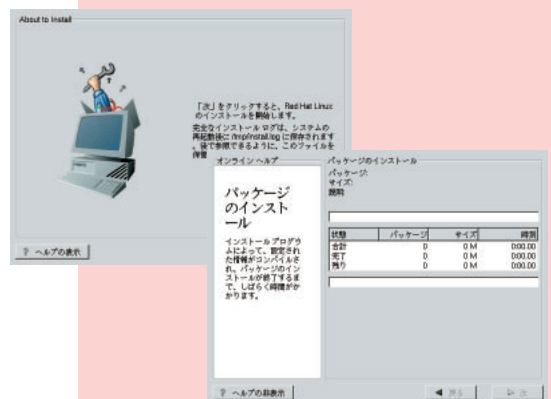 About to Install
「次」をクリックすると、Red Hat Linux
のインストールを開始します。
完全なインストール ログは、システムの
再起動後に /tmp/install.log に保存されます
。後で参照できるように、このファイルを
? ヘルプの表示
オンライン ヘルプ
パッケージ
のインスト
ール
インストール プログラ
ムによって、設定され
た情報がコンパイルさ
れ、パッケージのイン
ストールが終了するま
で、しばらく時間がか
かります。
? ヘルプの非表示
パッケージのインストール
パッケージ:
サイズ:
説明:
状態 パッケージ サイズ 時刻
合計 0 0 M 0:00.00
完了 0 0 M 0:00.00
残り 0 0 M 0:00.00
戻る
次